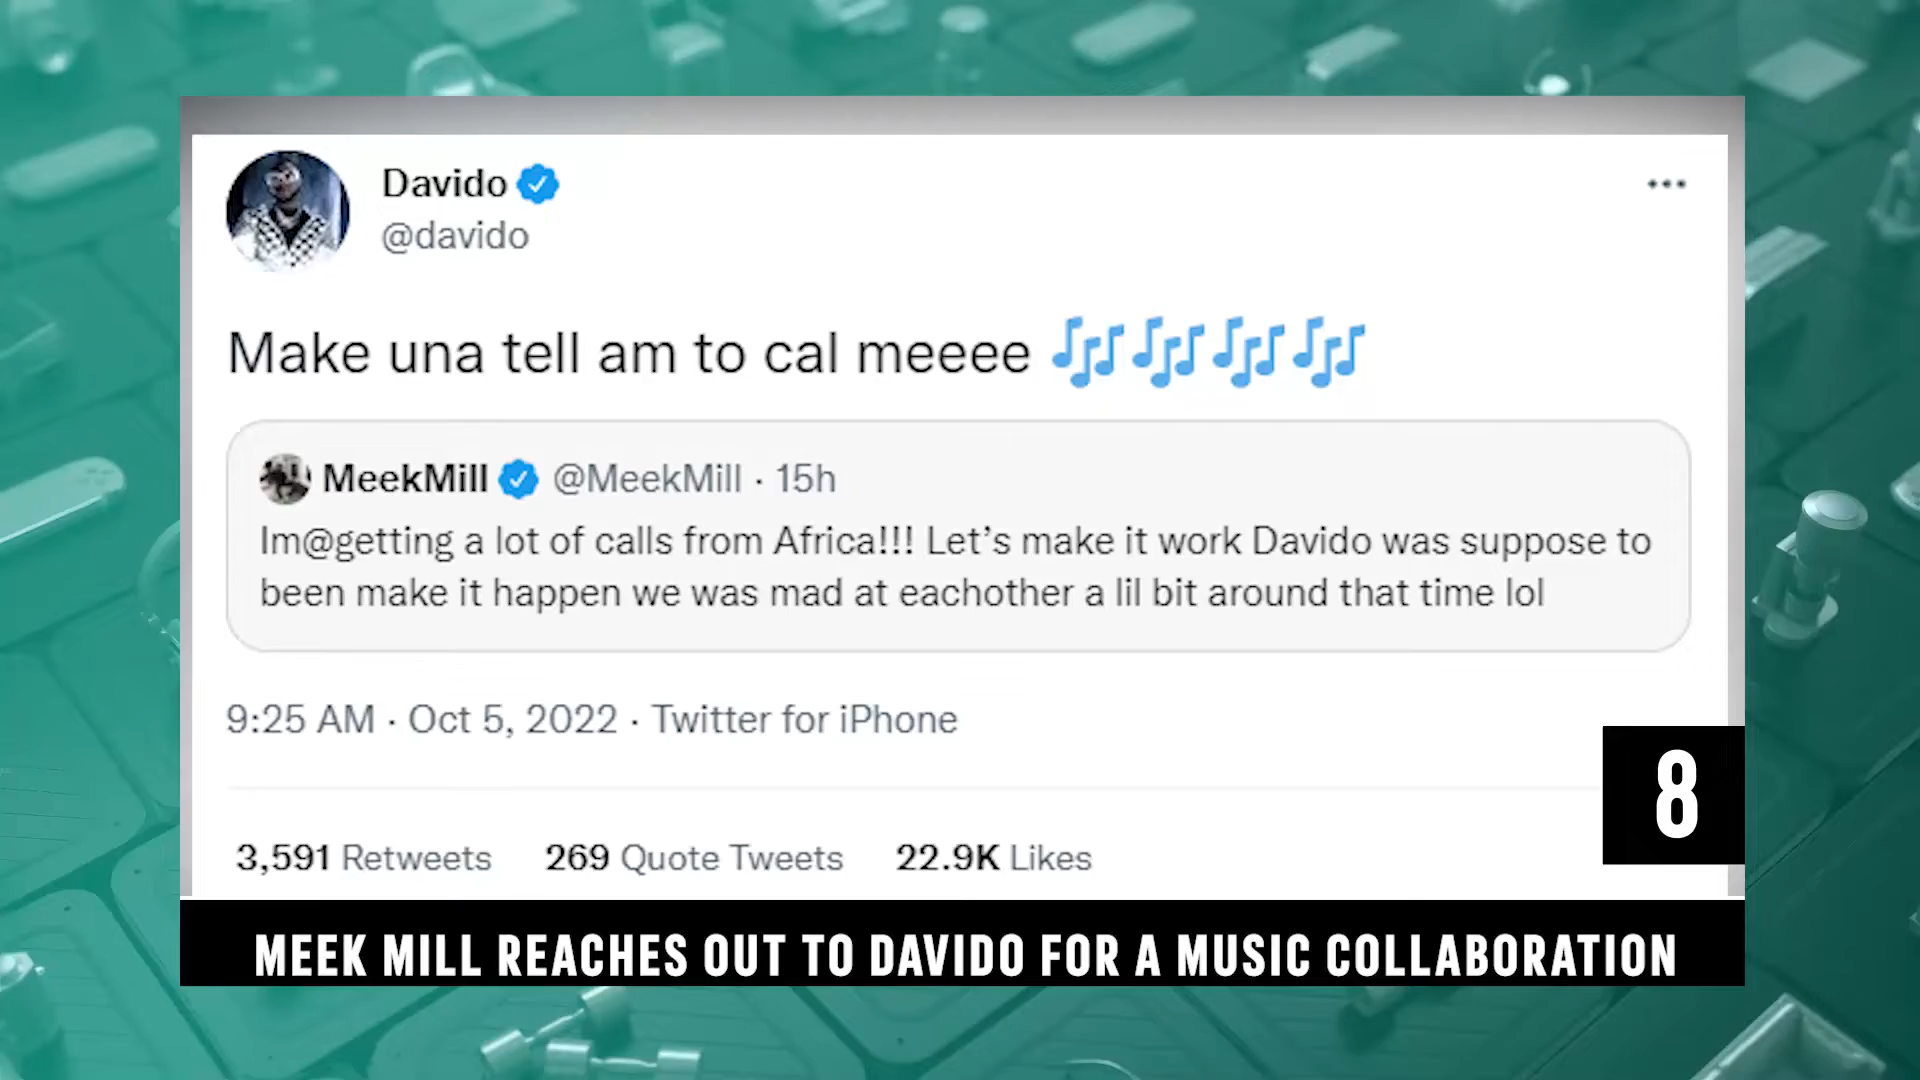 Davido
@davido
Make una tell am to cal meeee 🎶🎶🎶🎶
MeekMill @MeekMill · 15h
Im@getting a lot of calls from Africa!!! Let’s make it work Davido was suppose to
been make it happen we was mad at eachother a lil bit around that time lol
9:25 AM · Oct 5, 2022 · Twitter for iPhone
8
3,591 Retweets 269 Quote Tweets 22.9K Likes
MEEK MILL REACHES OUT TO DAVIDO FOR A MUSIC COLLABORATION